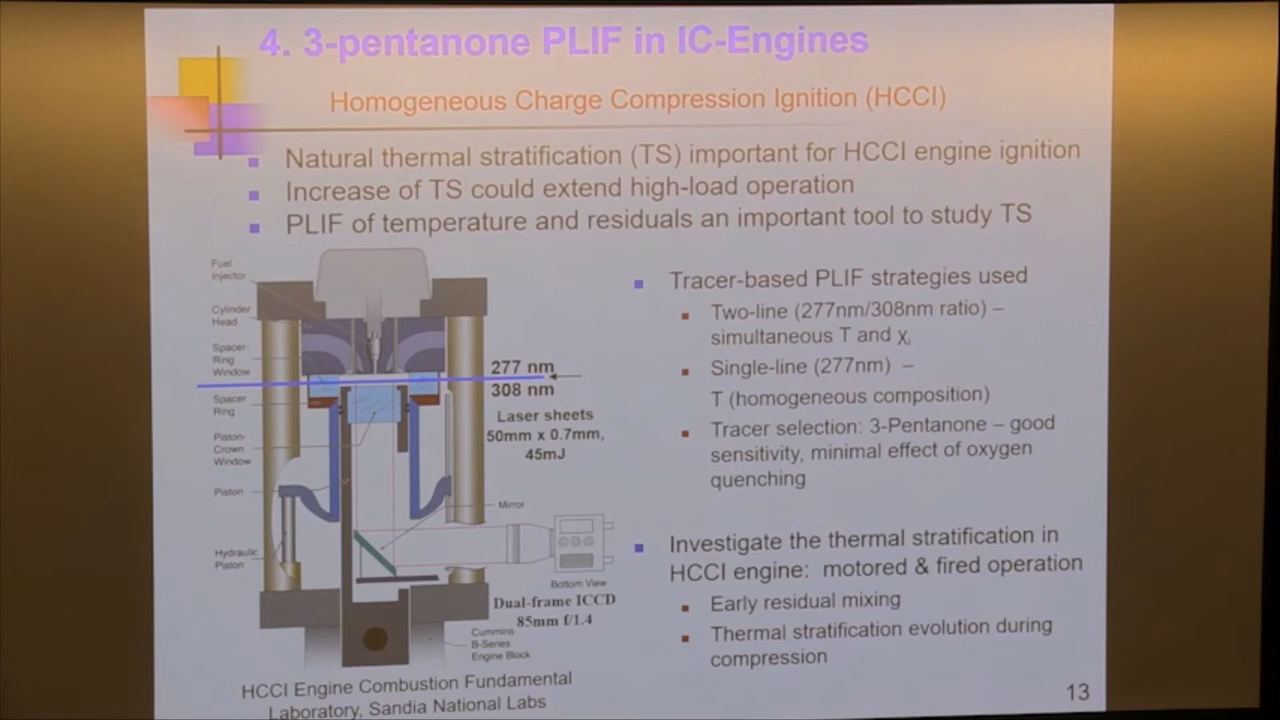 4. 3-pentanone PLIF in IC-Engines
Homogeneous Charge Compression Ignition (HCCI)
Natural thermal stratification (TS) important for HCCI engine ignition
Increase of TS could extend high-load operation
PLIF of temperature and residuals an important tool to study TS
Fuel
Injector
Cylinder
Head
Spacer-
Ring
Window
Spacer
Ring
Piston-
Crown
Window
Piston
Hydraulic
Piston
277 nm
308 nm
Laser sheets
50mm x 0.7mm,
45mJ
Mirror
Bottom View
Dual-frame ICCD
85mm f/1.4
Cummins
B-Series
Engine Block
HCCI Engine Combustion Fundamental
Laboratory, Sandia National Labs
Tracer-based PLIF strategies used
Two-line (277nm/308nm ratio) –
simultaneous T and χi
Single-line (277nm) –
T (homogeneous composition)
Tracer selection: 3-Pentanone – good
sensitivity, minimal effect of oxygen
quenching
Investigate the thermal stratification in
HCCI engine: motored & fired operation
Early residual mixing
Thermal stratification evolution during
compression
13